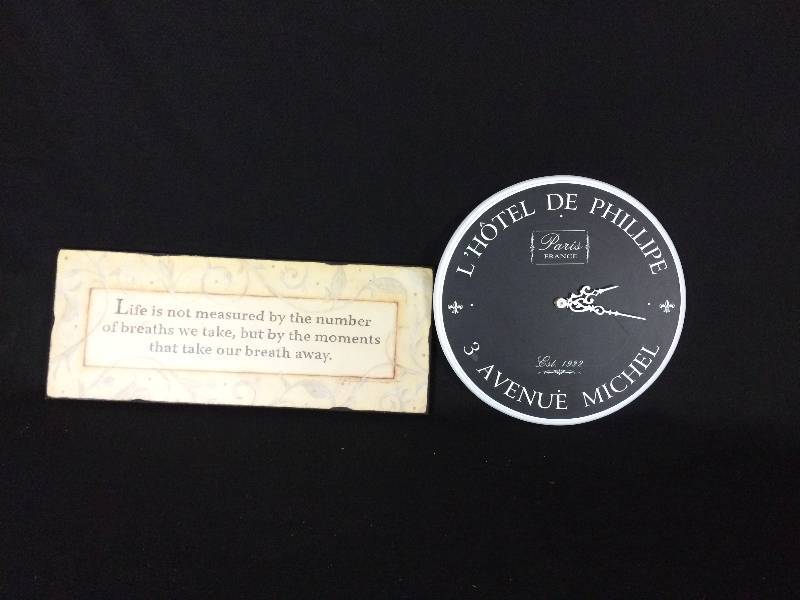 Life is not measured by the number
of breaths we take, but by the moments
that take our breath away.
L'HÔTEL DE PHILLIPE
Paris
FRANCE
Est. 1922
3 AVENUE MICHEL